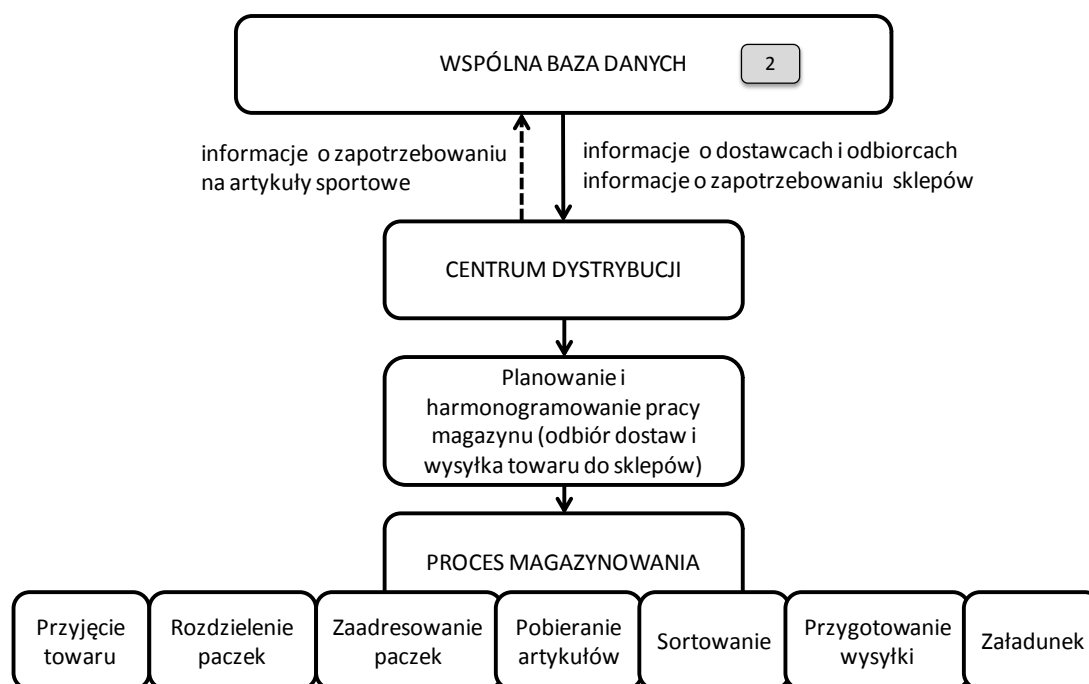 WSPÓLNA BAZA DANYCH
2
informacje o zapotrzebowaniu
na artykuły sportowe
informacje o dostawcach i odbiorcach
informacje o zapotrzebowaniu sklepów
CENTRUM DYSTRYBUCJI
Planowanie i
harmonogramowanie pracy
magazynu (odbiór dostaw i
wysyłka towaru do sklepów)
PROCES MAGAZYNOWANIA
Przyjęcie
towaru
Rozdzielenie
paczek
Zaadresowanie
paczek
Pobieranie
artykułów
Sortowanie
Przygotowanie
wysyłki
Załadunek